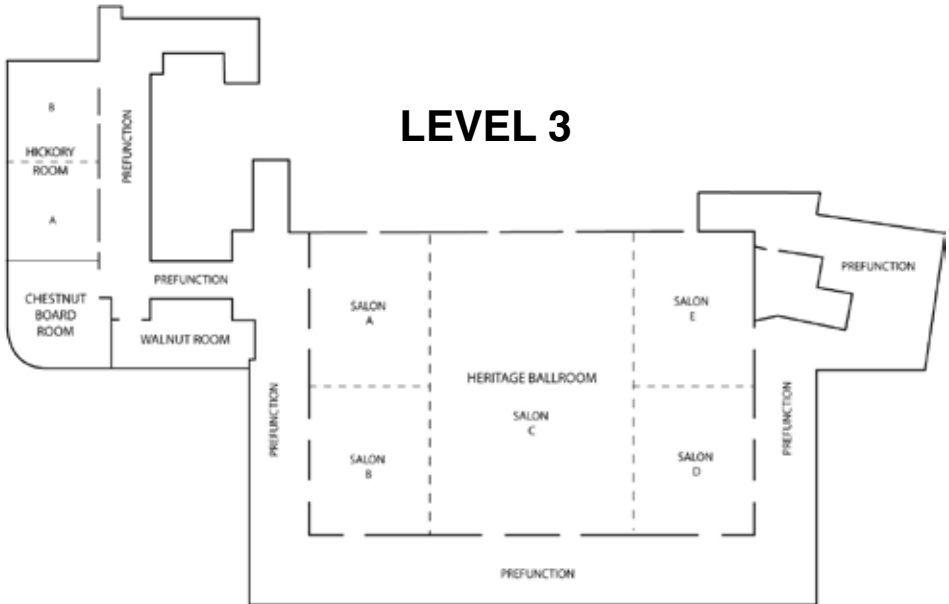 LEVEL 3
B
HICKORY
ROOM
A
PREFUNCTION
CHESTNUT
BOARD
ROOM
PREFUNCTION
WALNUT ROOM
PREFUNCTION
SALON
A
SALON
B
HERITAGE BALLROOM
SALON
C
SALON
E
SALON
D
PREFUNCTION
PREFUNCTION
PREFUNCTION